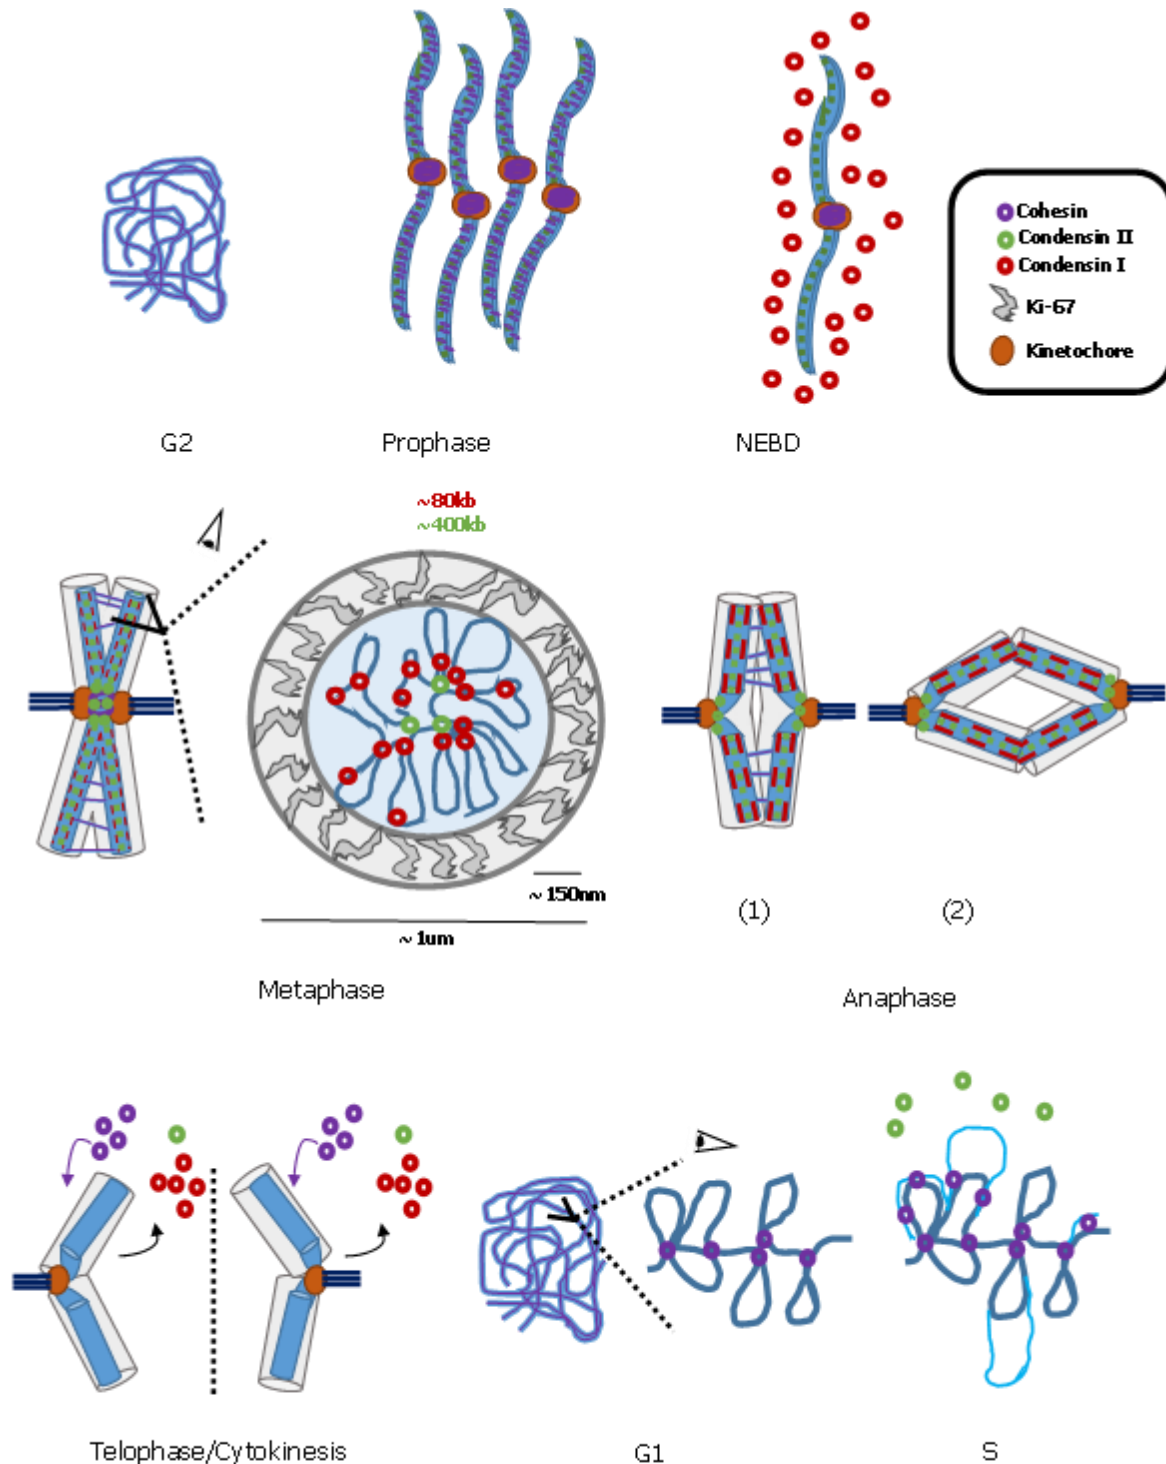 Cohesin
Condensin II
Condensin I
Ki-67
Kinetochore
G2
Prophase
NEBD
~80kb
~400kb
~ 150nm
~ 1um
(1)
(2)
Metaphase
Anaphase
Telophase/Cytokinesis
G1
S